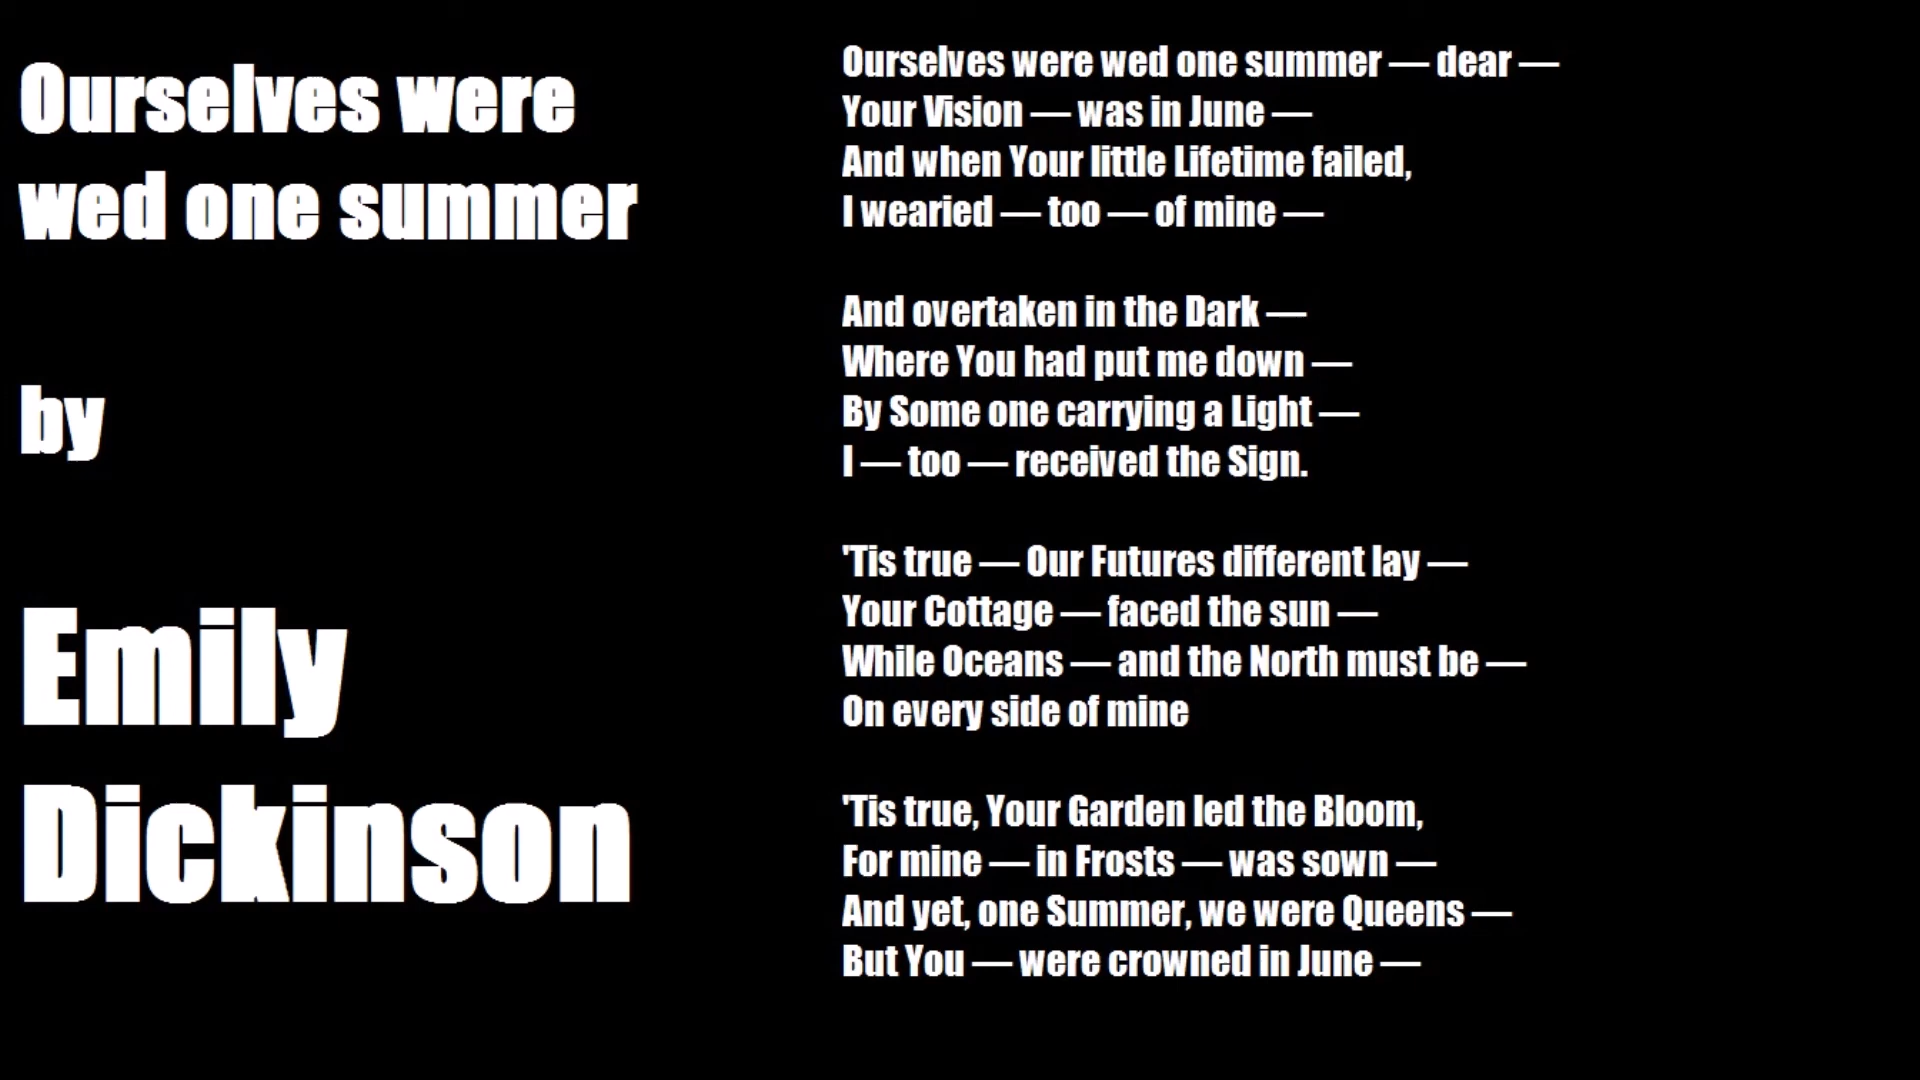 Ourselves were
wed one summer
by
Emily
Dickinson
Ourselves were wed one summer — dear —
Your Vision — was in June —
And when Your little Lifetime failed,
I wearied — too — of mine —
And overtaken in the Dark —
Where You had put me down —
By Some one carrying a Light —
I — too — received the Sign.
'Tis true — Our Futures different lay —
Your Cottage — faced the sun —
While Oceans — and the North must be —
On every side of mine
'Tis true, Your Garden led the Bloom,
For mine — in Frosts — was sown —
And yet, one Summer, we were Queens —
But You — were crowned in June —